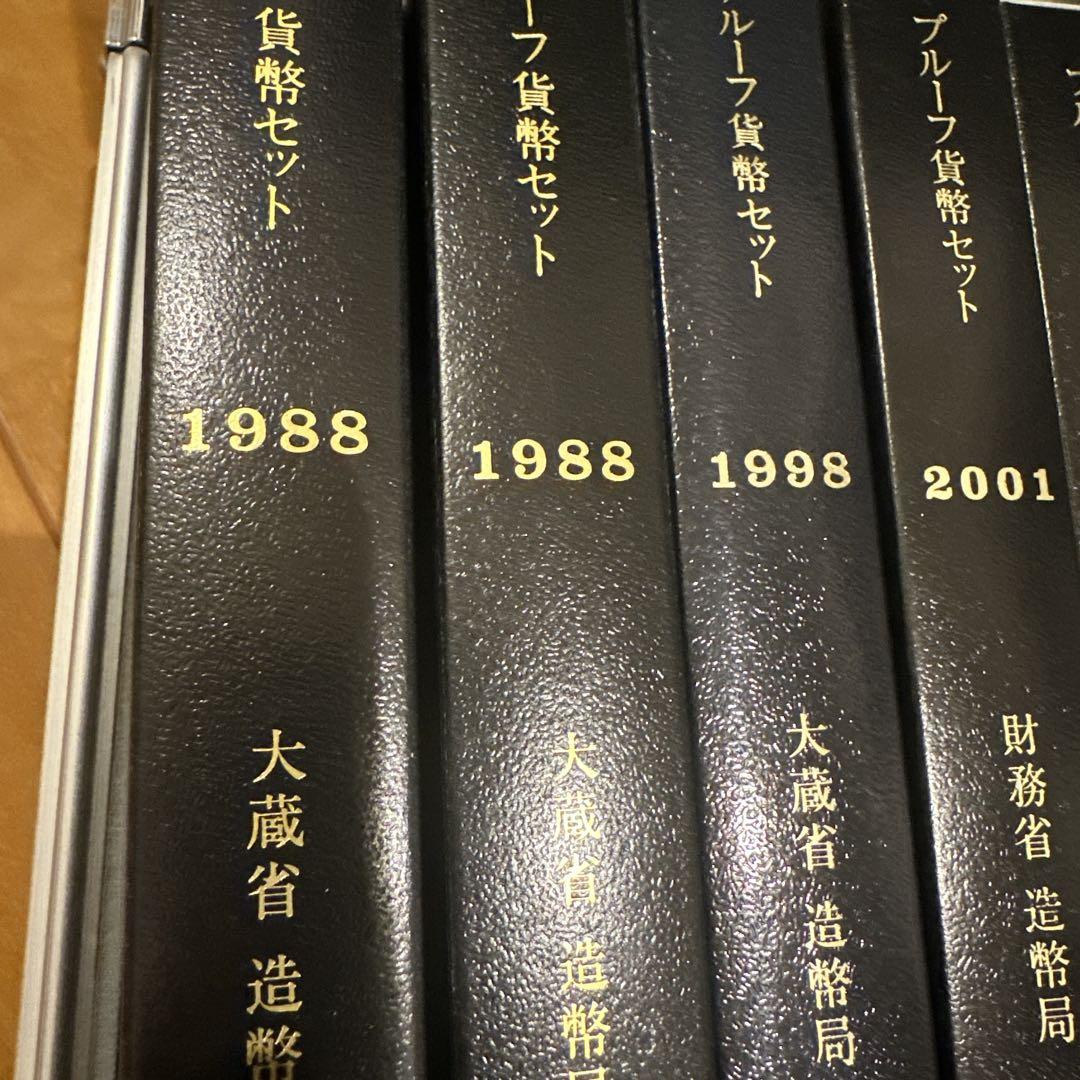 貨幣セット
1988
大蔵省 造幣
ーフ貨幣セット
1988
大蔵省 造幣局
ルーフ貨幣セット
1998
大蔵省 造幣局
プルーフ貨幣セット
2001
財務省 造幣局